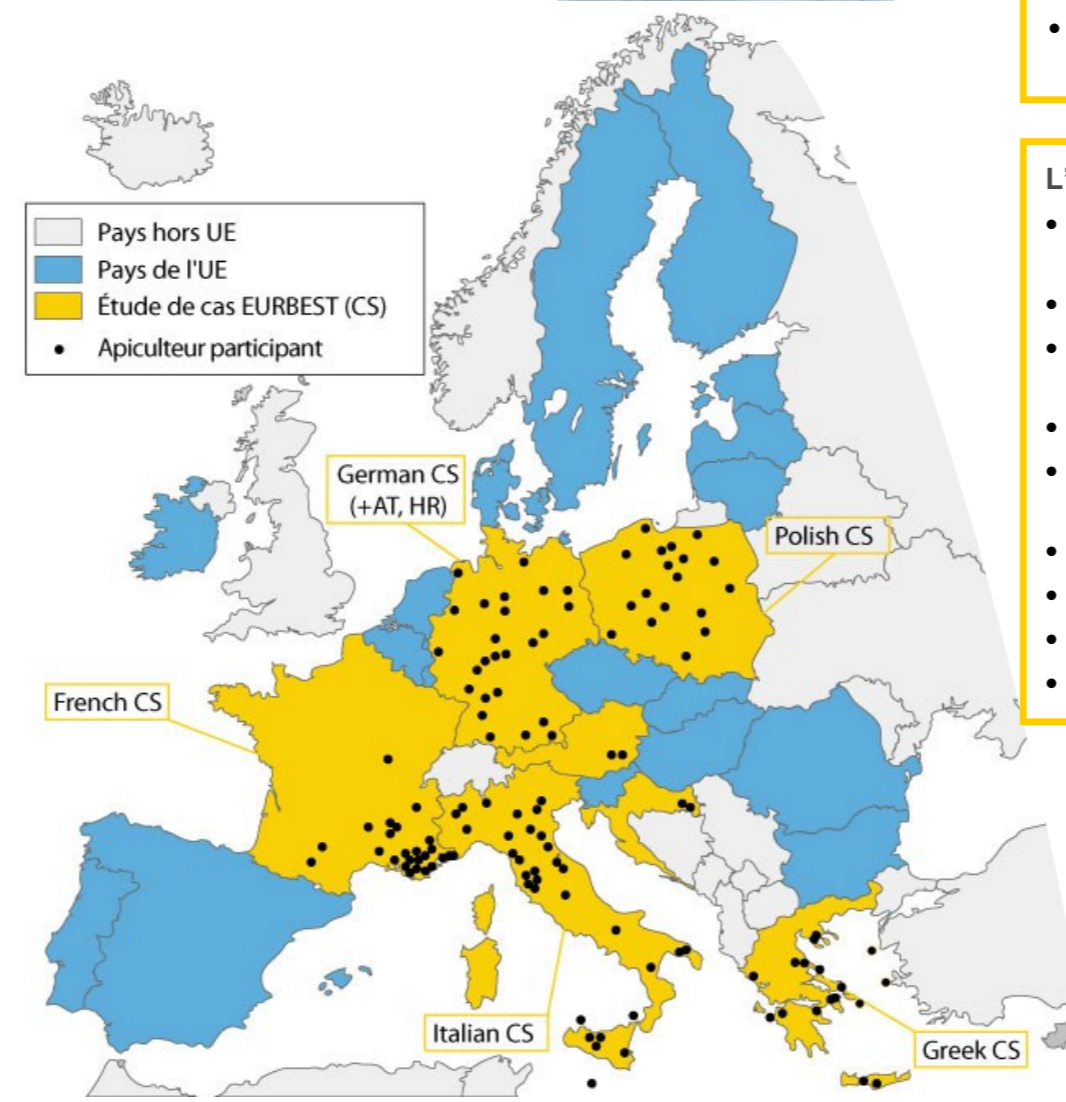 L'
Pays hors UE
Pays de l'UE
Étude de cas EURBEST (CS)
Apiculteur participant
German CS
(+AT, HR)
Polish CS
French CS
Italian CS
Greek CS